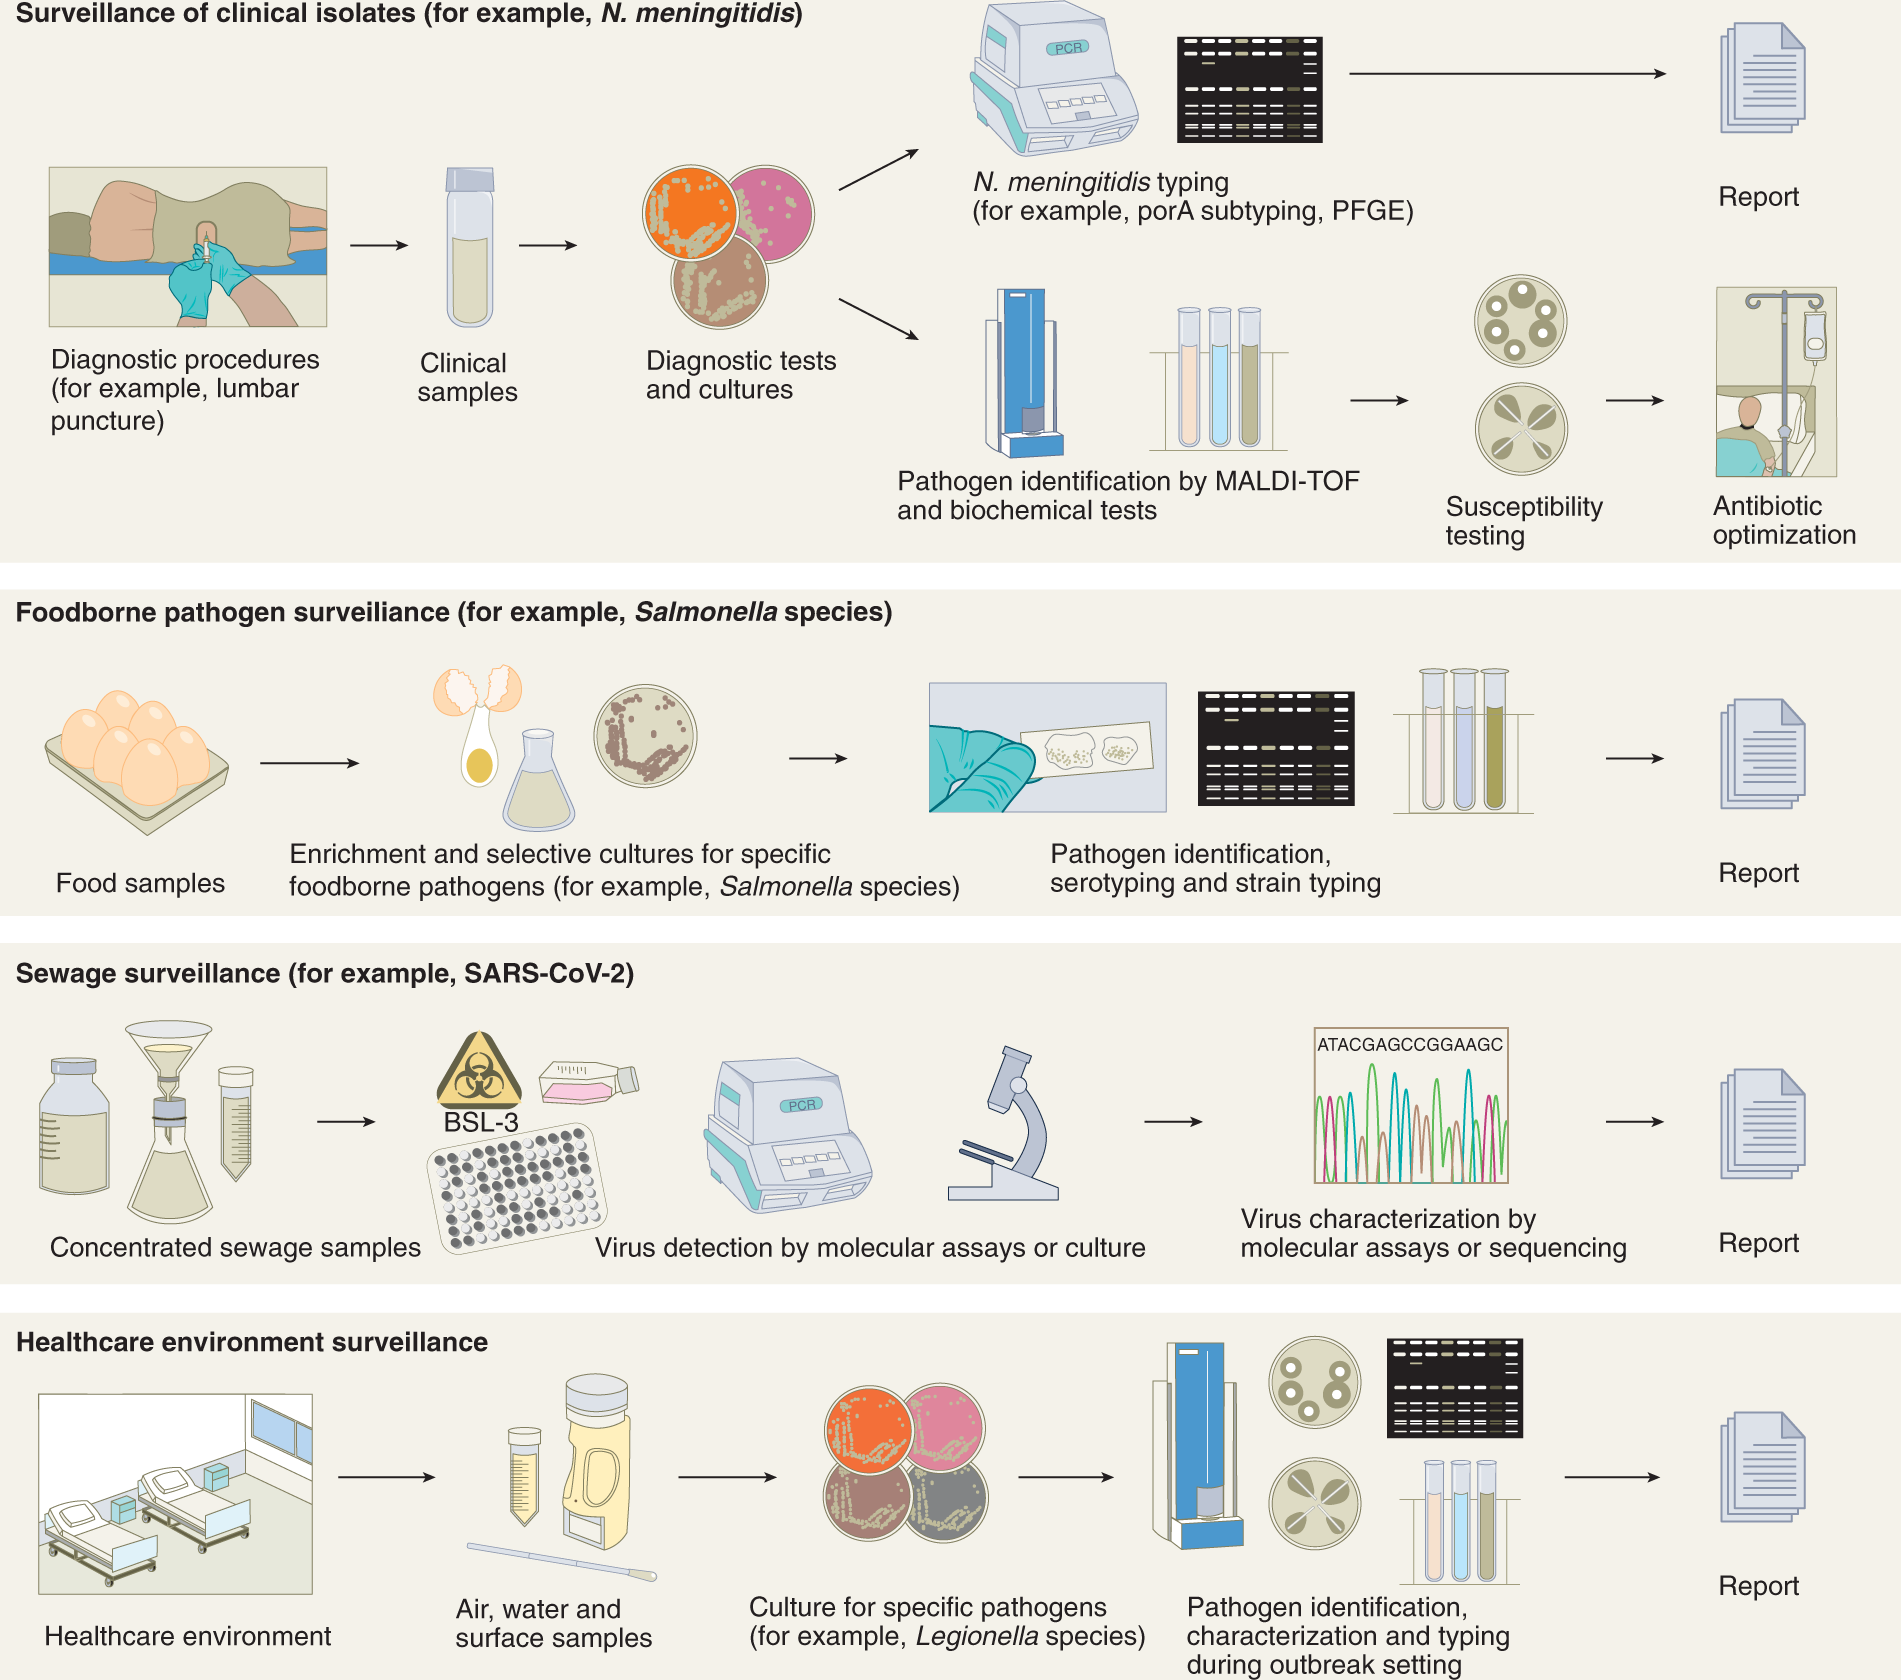 Surveillance of clinical isolates (for example, N. meningitidis)
PCR
N. meningitidis typing
(for example, porA subtyping, PFGE)
Report
Diagnostic procedures
(for example, lumbar
puncture)
Clinical
samples
Diagnostic tests
and cultures
Pathogen identification by MALDI-TOF
and biochemical tests
Susceptibility
testing
Antibiotic
optimization
Foodborne pathogen surveiliance (for example, Salmonella species)
Food samples
Enrichment and selective cultures for specific
foodborne pathogens (for example, Salmonella species)
Pathogen identification,
serotyping and strain typing
Report
Sewage surveillance (for example, SARS-CoV-2)
Concentrated sewage samples
BSL-3
PCR
Virus detection by molecular assays or culture
ATACGAGCCGGAAGC
Virus characterization by
molecular assays or sequencing
Report
Healthcare environment surveillance
Healthcare environment
Air, water and
surface samples
Culture for specific pathogens
(for example, Legionella species)
Pathogen identification,
characterization and typing
during outbreak setting
Report